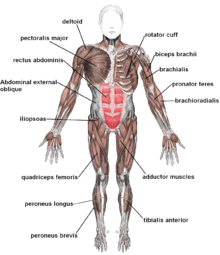 deltoid
pectoralis major
rectus abdominis
Abdominal external
oblique
iliopsoas
quadriceps femoris
peroneus longus
peroneus brevis
rotator cuff
biceps brachii
brachialis
pronator teres
brachioradialis
adductor muscles
tibialis anterior